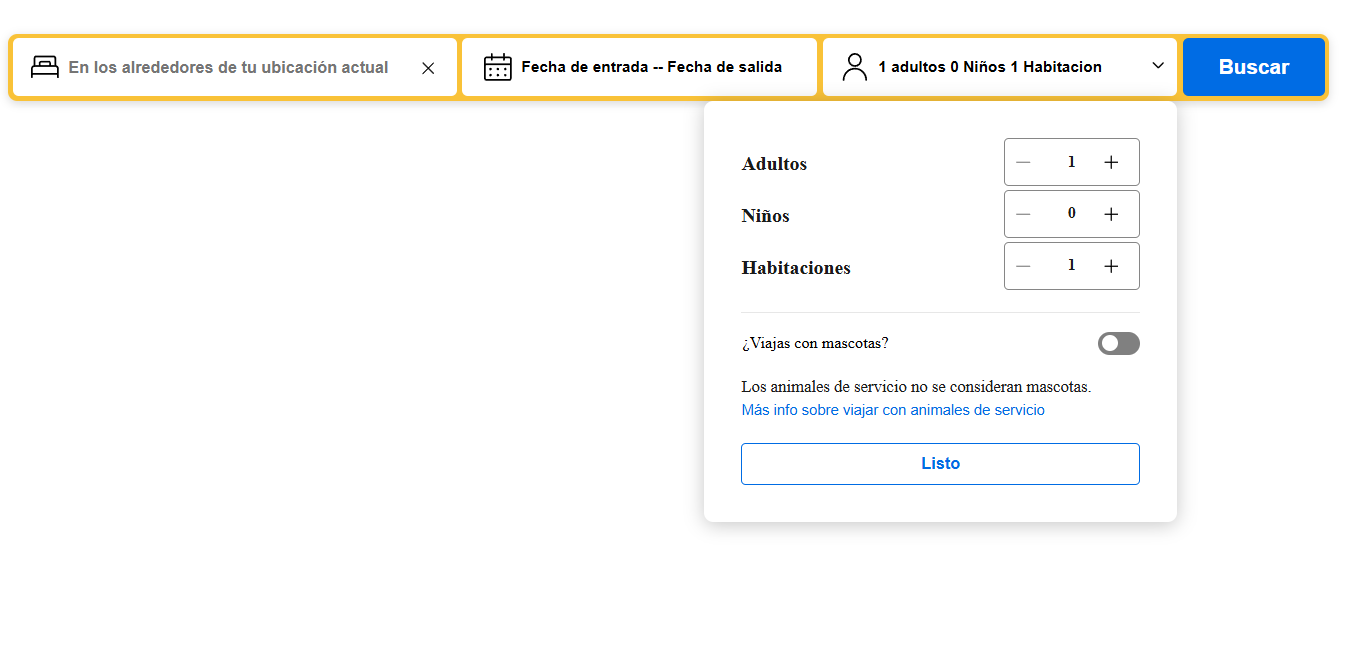 En los alrededores de tu ubicación actual
Fecha de entrada -- Fecha de salida
1 adultos 0 Niños 1 Habitacion
Buscar
Adultos
1
Niños
0
Habitaciones
1
¿Viajas con mascotas?
Los animales de servicio no se consideran mascotas.
Más info sobre viajar con animales de servicio
Listo